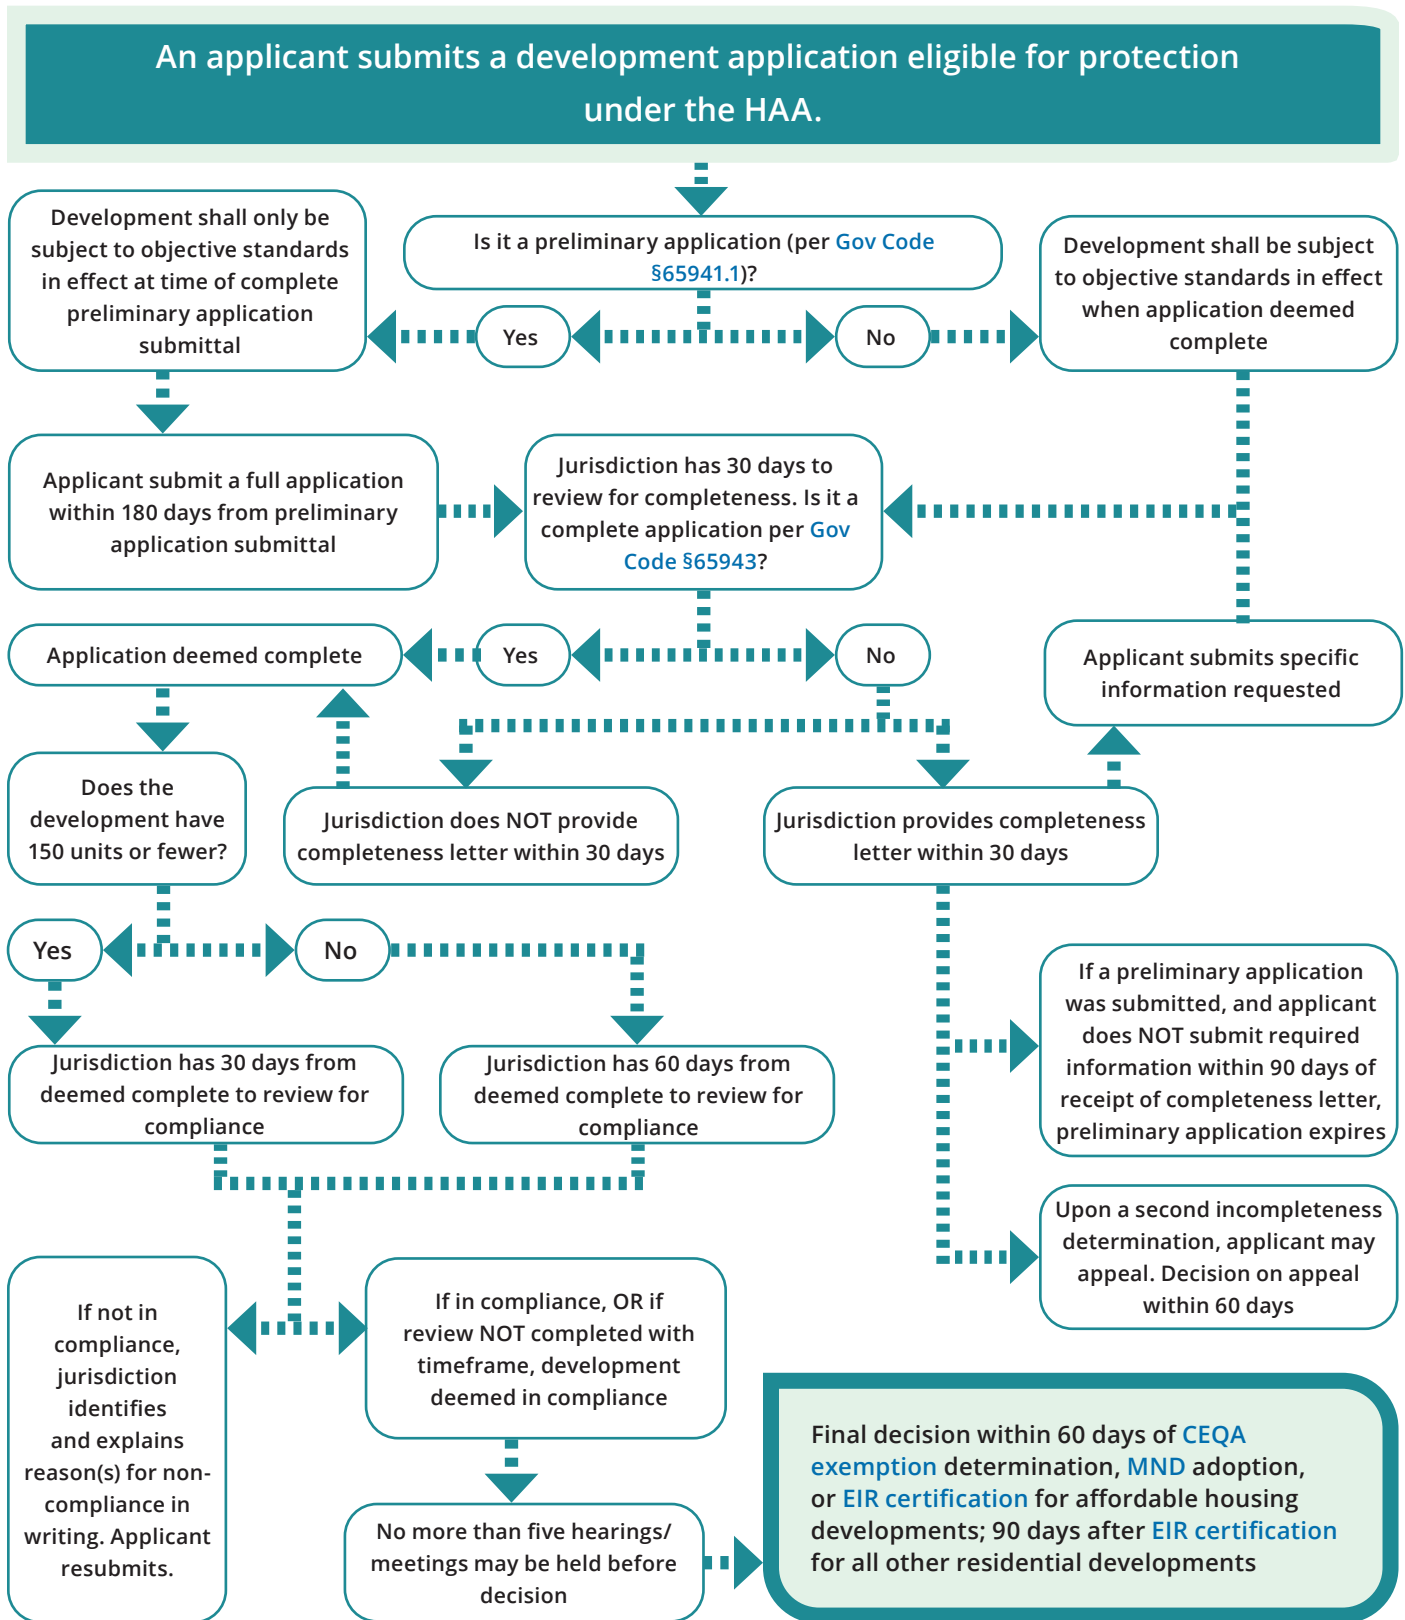 An applicant submits a development application eligible for protection
under the HAA.
Development shall only be
subject to objective standards
in effect at time of complete
preliminary application
submittal
Is it a preliminary application (per Gov Code
§65941.1)?
Yes
No
Development shall be subject
to objective standards in effect
when application deemed
complete
Applicant submit a full application
within 180 days from preliminary
application submittal
Jurisdiction has 30 days to
review for completeness. Is it a
complete application per Gov
Code §65943?
Application deemed complete
Yes
No
Applicant submits specific
information requested
Does the
development have
150 units or fewer?
Jurisdiction does NOT provide
completeness letter within 30 days
Jurisdiction provides completeness
letter within 30 days
Yes
No
If a preliminary application
was submitted, and applicant
does NOT submit required
information within 90 days of
receipt of completeness letter,
preliminary application expires
Jurisdiction has 30 days from
deemed complete to review for
compliance
Jurisdiction has 60 days from
deemed complete to review for
compliance
Upon a second incompleteness
determination, applicant may
appeal. Decision on appeal
within 60 days
If not in
compliance,
jurisdiction
identifies
and explains
reason(s) for non-
compliance in
writing. Applicant
resubmits.
If in compliance, OR if
review NOT completed with
timeframe, development
deemed in compliance
No more than five hearings/
meetings may be held before
decision
Final decision within 60 days of CEQA
exemption determination, MND adoption,
or EIR certification for affordable housing
developments; 90 days after EIR certification
for all other residential developments